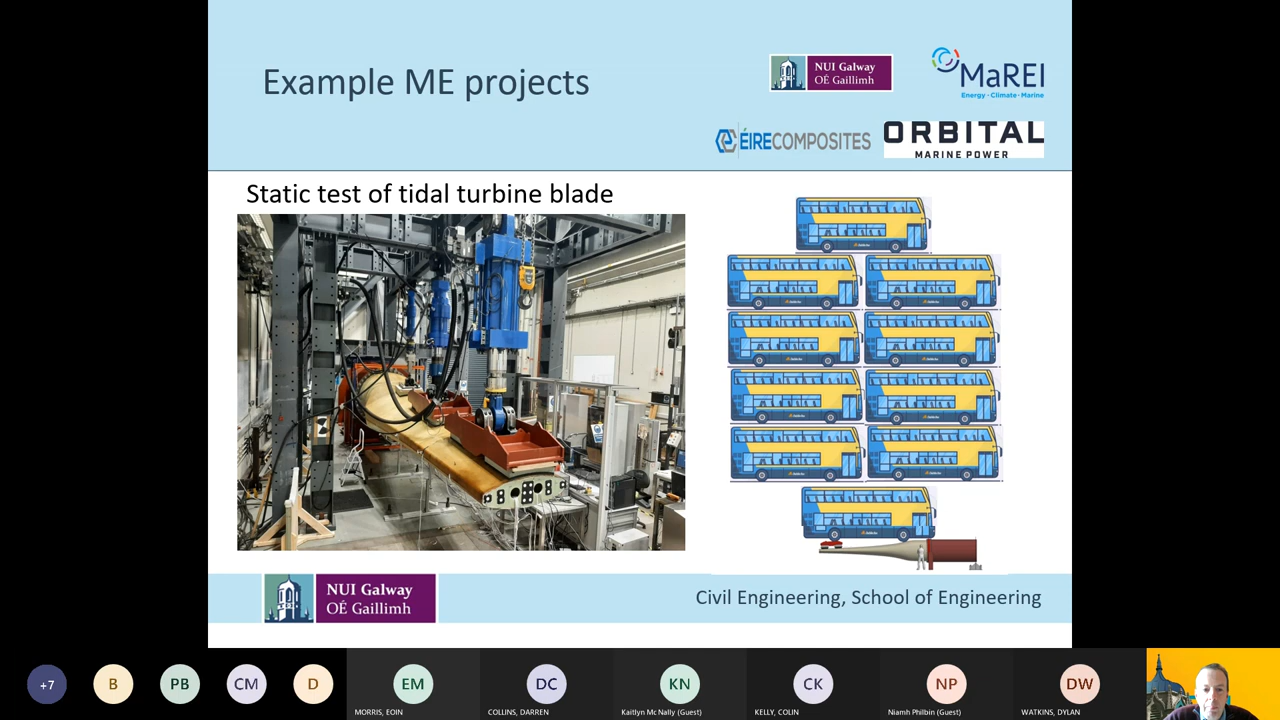 Example ME projects
NUI Galway
OÉ Gaillimh
MaREI
Energy · Climate · Marine
ÉIRECOMPOSITES
ORBITAL
MARINE POWER
Static test of tidal turbine blade
NUI Galway
OÉ Gaillimh
Civil Engineering, School of Engineering
+7
B
PB
CM
D
EM
DC
KN
CK
NP
DW
MORRIS, EOIN
COLLINS, DARREN
Kaitlyn Mc Nally (Guest)
KELLY, COLIN
Niamh Philbin (Guest)
WATKINS, DYLAN